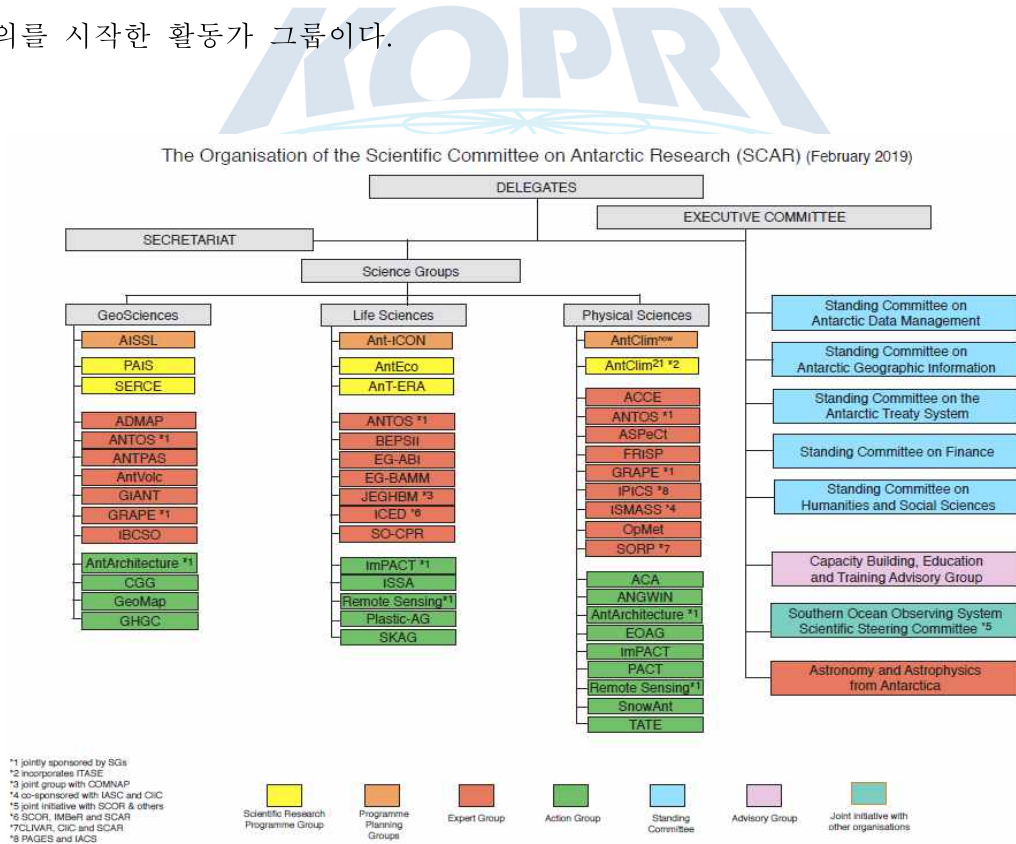 의를 시작한 활동가 그룹이다.
KOPRI
The Organisation of the Scientific Committee on Antarctic Research (SCAR) (February 2019)
DELEGATES
EXECUTIVE COMMITTEE
SECRETARIAT
Science Groups
GeoSciences
AISSL
PAIS
SERCE
ADMAP
ANTOS *1
ANTPAS
AntVolc
GIANT
GRAPE *1
IBCSO
AntArchitecture *1
CGG
GeoMap
GHGC
Life Sciences
Ant-ICON
AntEco
AnT-ERA
ANTOS *1
BEPSII
EG-ABI
EG-BAMM
JEGHBM *3
ICED *6
SO-CPR
ImPACT *1
ISSA
Remote Sensing*1
Plastic-AG
SKAG
Physical Sciences
AntClim now
AntClim21 *2
ACCE
ANTOS *1
ASPeCt
FRISP
GRAPE *1
IPICS *8
ISMASS *4
OpMet
SORP *7
ACA
ANGWIN
AntArchitecture *1
EOAG
ImPACT
PACT
Remote Sensing*1
SnowAnt
TATE
Standing Committee on
Antarctic Data Management
Standing Committee on
Antarctic Geographic Information
Standing Committee on the
Antarctic Treaty System
Standing Committee on Finance
Standing Committee on
Humanities and Social Sciences
Capacity Building, Education
and Training Advisory Group
Southern Ocean Observing System
Scientific Steering Committee *5
Astronomy and Astrophysics
from Antarctica
*1 jointly sponsored by SGs
*2 incorporates ITASE
*3 joint group with COMNAP
*4 co-sponsored with IASC and CliC
*5 joint initiative with SCOR & others
*6 SCOR, IMBeR and SCAR
*7CLIVAR, CliC and SCAR
*8 PAGES and IACS
Scientific Research
Programme Group
Programme
Planning
Groups
Expert Group
Action Group
Standing
Committee
Advisory Group
Joint initiative with
other organisations